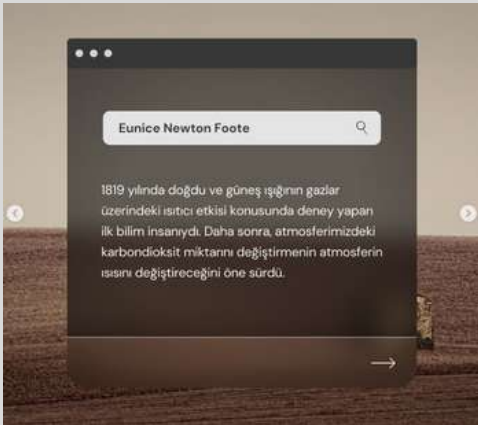 Eunice Newton Foote
1819 yılında doğdu ve güneş ışığının gazlar
üzerindeki ısıtıcı etkisi konusunda deney yapan
ilk bilim insanıydı. Daha sonra, atmosferimizdeki
karbondioksit miktarını değiştirmenin atmosferin
ısısını değiştireceğini öne sürdü.